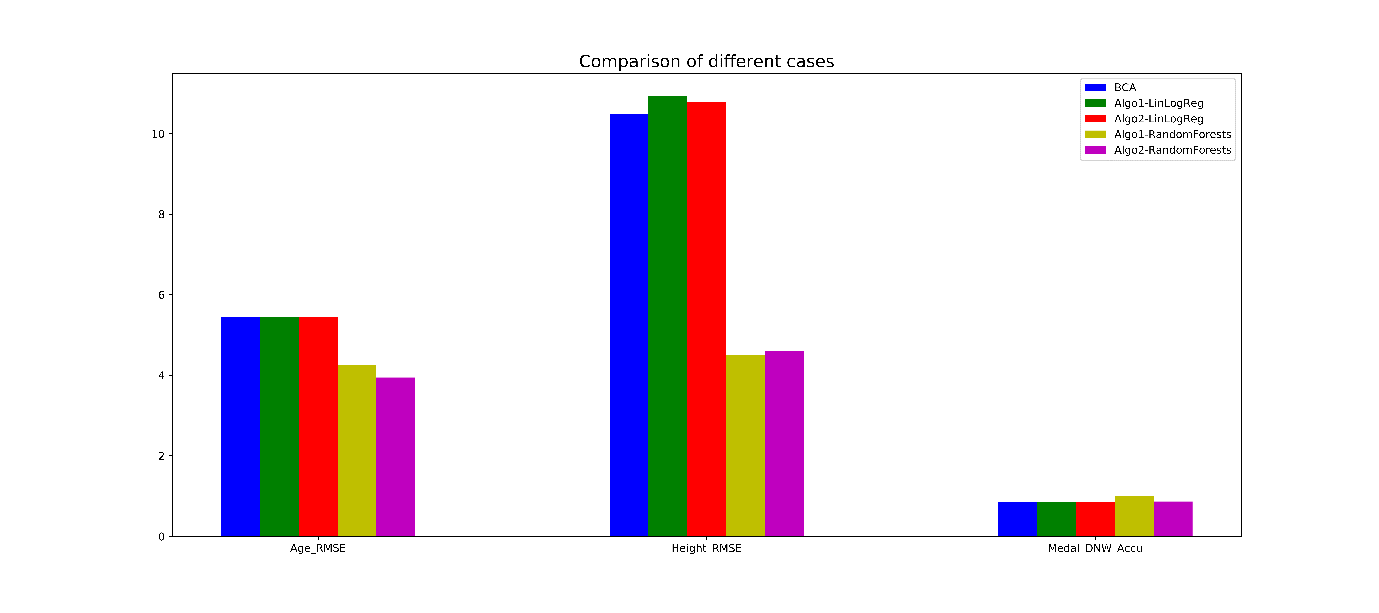 Comparison of different cases
BCA
Algo1-LinLogReg
Algo2-LinLogReg
Algo1-RandomForests
Algo2-RandomForests
10
8
6
4
2
0
Age_RMSE
Height_RMSE
Medal_DNW_Accu